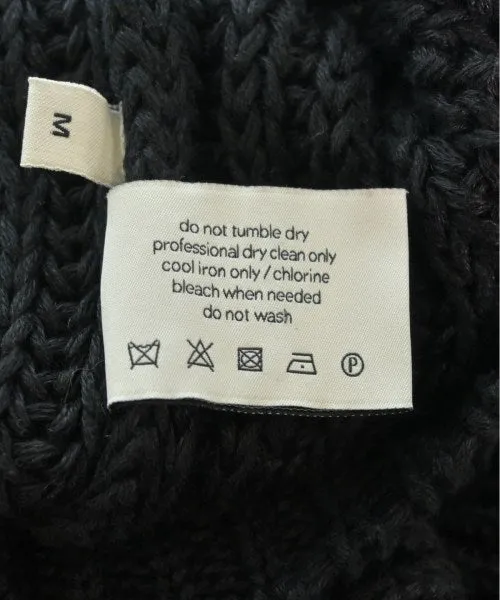 M
do not tumble dry
professional dry clean only
cool iron only / chlorine
bleach when needed
do not wash
P